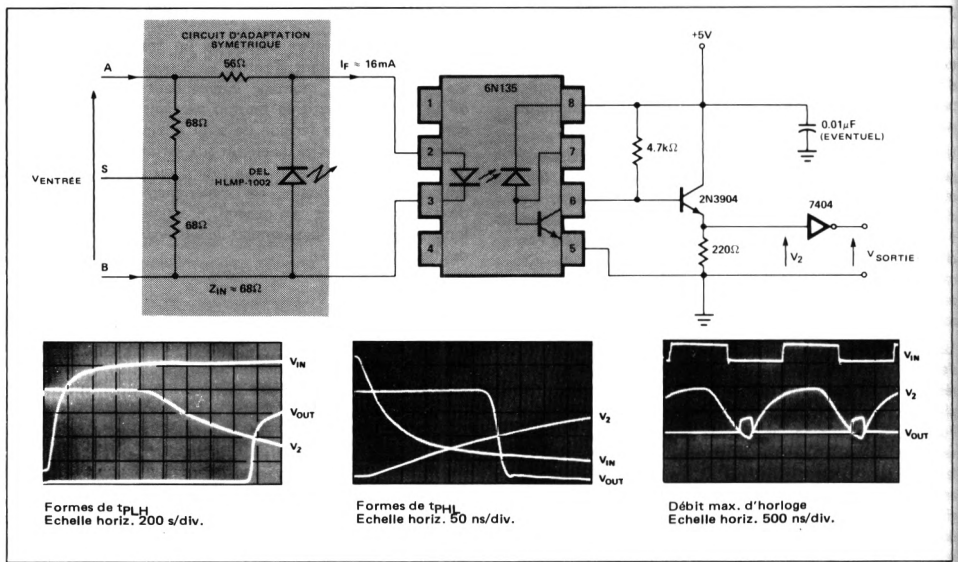 CIRCUIT D'ADAPTATION
SYMETRIQUE
A
56Ω
IF ≈ 16mA
68Ω
S
VENTRÉE
DEL
HLMP-1002
68Ω
B
ZIN ≈ 68Ω
6N135
1
2
3
4
8
7
6
5
+5V
4.7kΩ
0.01µF
(EVENTUEL)
2N3904
7404
220Ω
V2
VSORTIE
VIN
VOUT
V2
Formes de tPLH
Echelle horiz. 200 s/div.
V2
VIN
VOUT
Formes de tPHL
Echelle horiz. 50 ns/div.
VIN
V2
VOUT
Débit max. d'horloge
Echelle horiz. 500 ns/div.